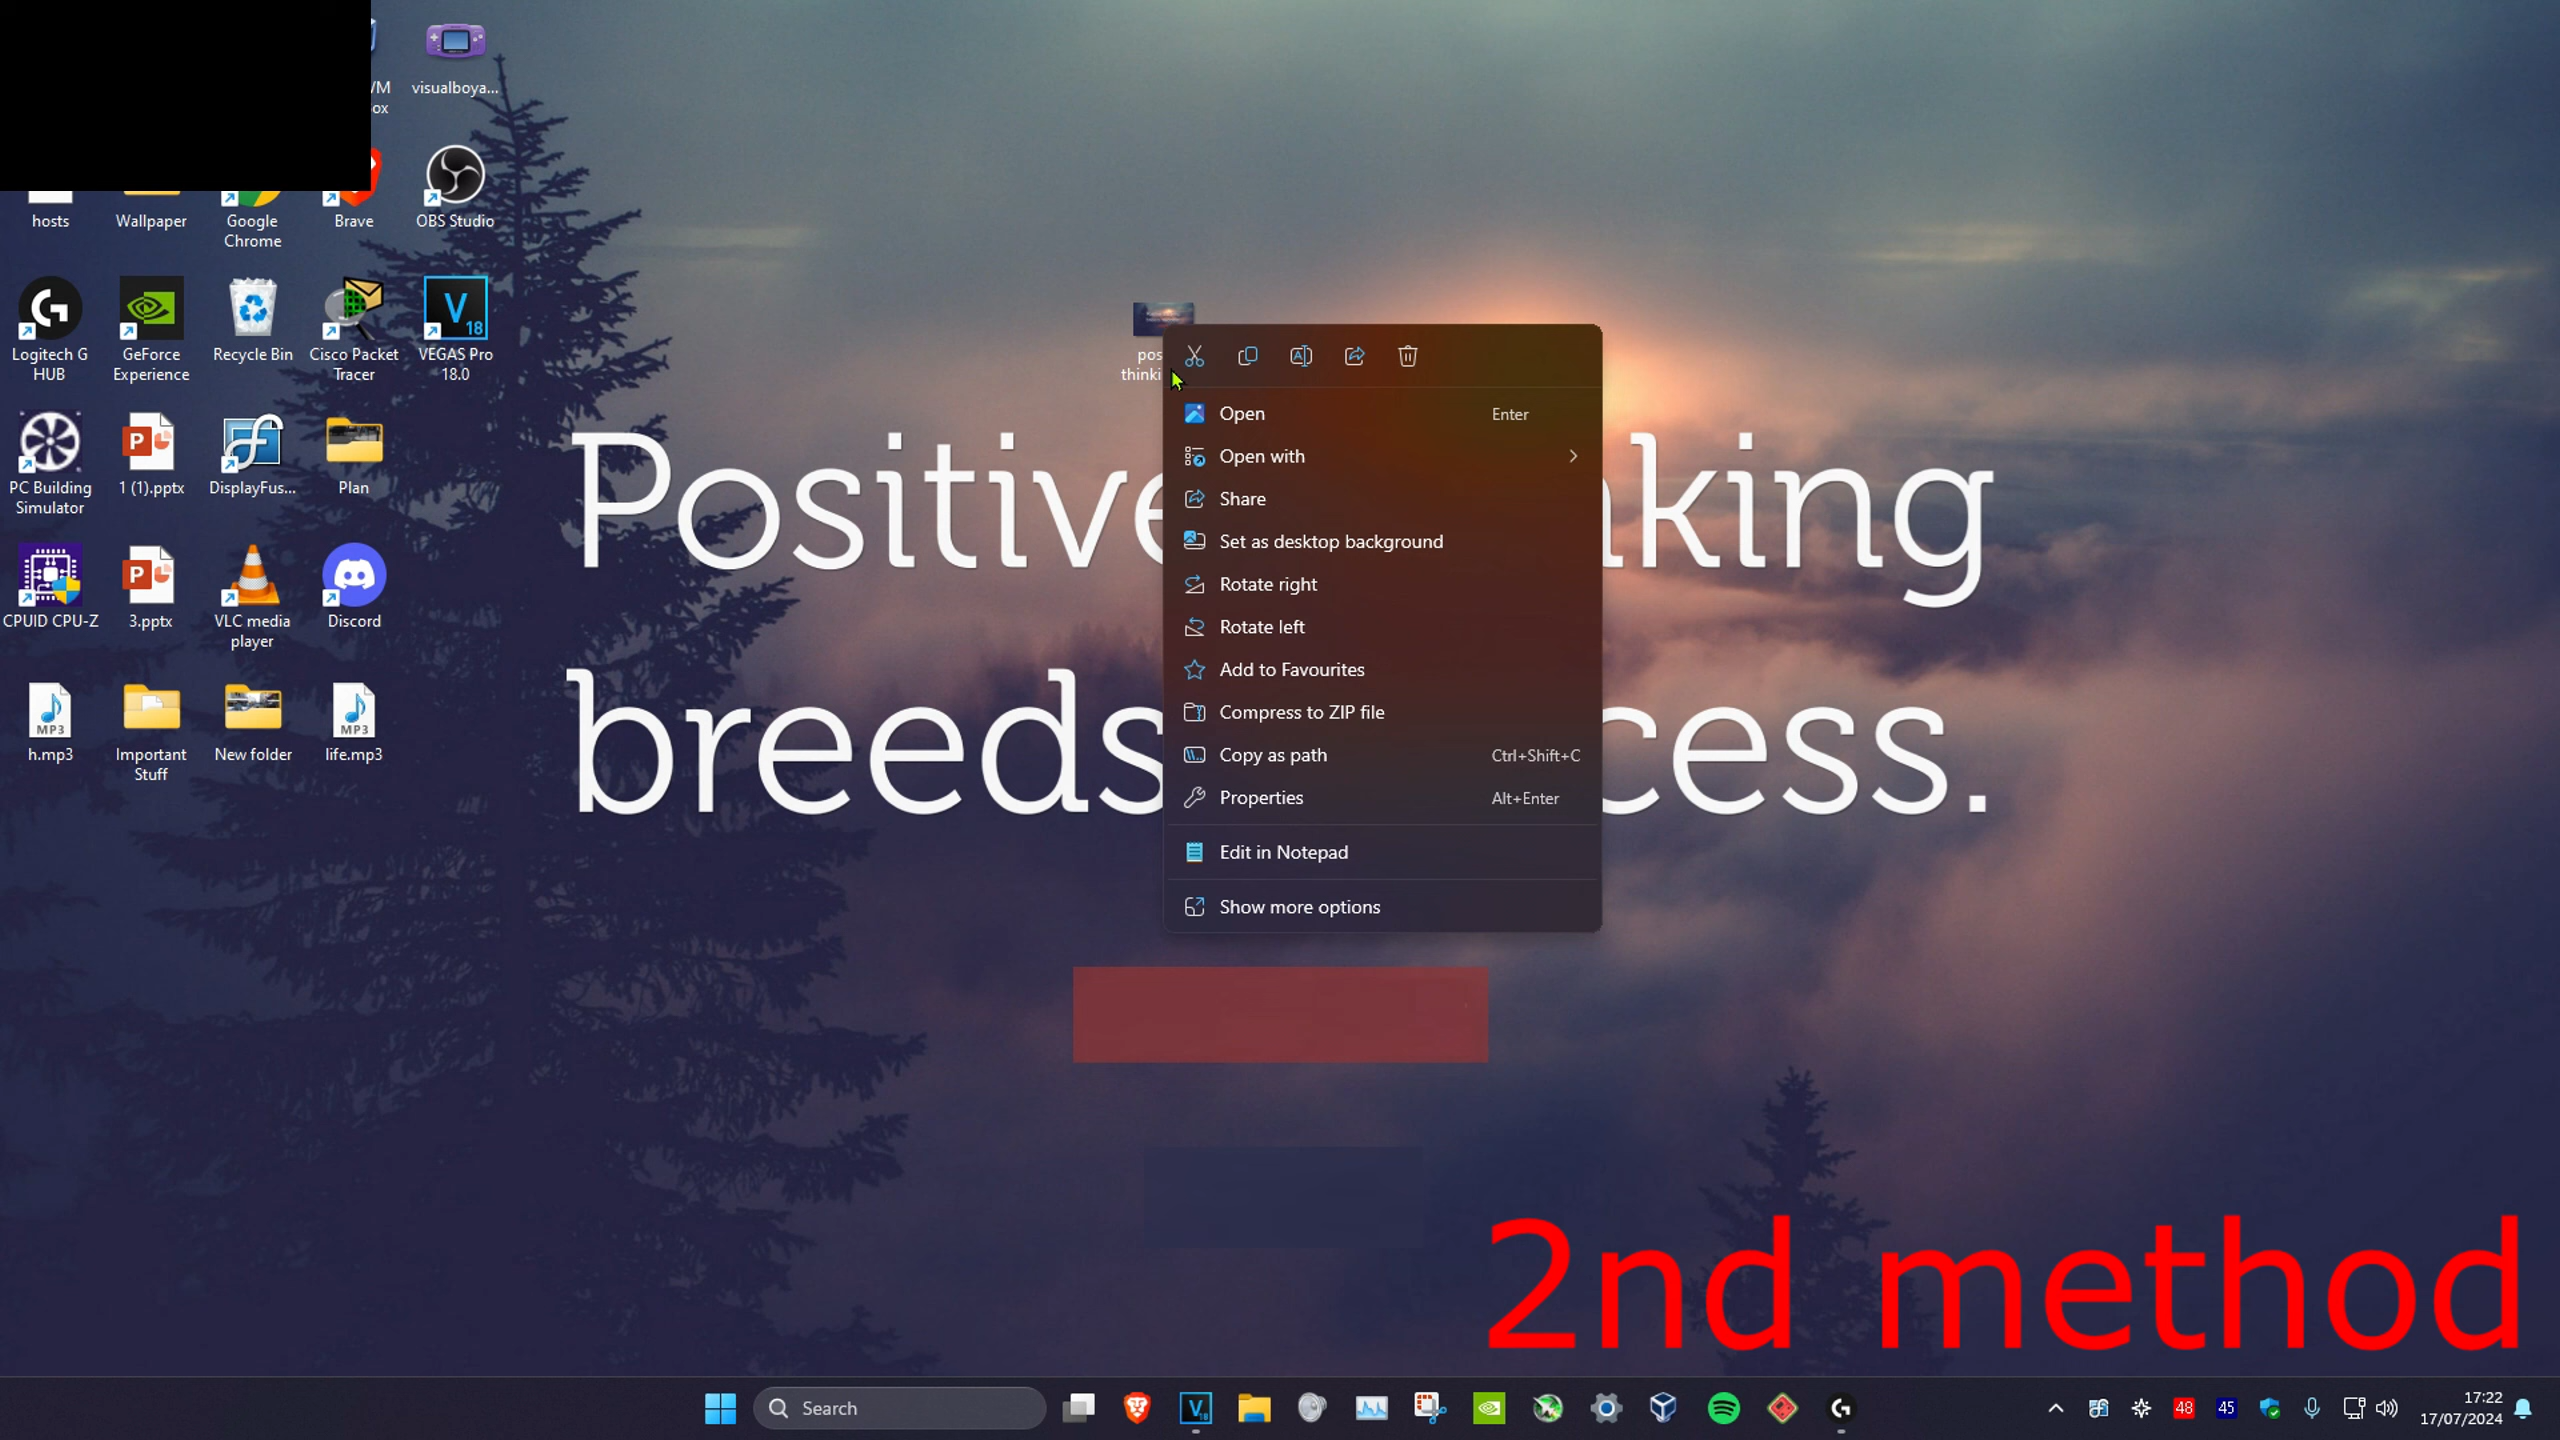 visualboya...
hosts
Wallpaper
Google
Chrome
Brave
OBS Studio
Logitech G
HUB
GeForce
Experience
Recycle Bin
Cisco Packet
Tracer
VEGAS Pro
18.0
PC Building
Simulator
1 (1).pptx
DisplayFus...
Plan
CPUID CPU-Z
3.pptx
VLC media
player
Discord
h.mp3
Important
Stuff
New folder
life.mp3
Open Enter
Open with
Share
Set as desktop background
Rotate right
Rotate left
Add to Favourites
Compress to ZIP file
Copy as path Ctrl+Shift+C
Properties Alt+Enter
Edit in Notepad
Show more options
breeds
2nd method
Search
48
45
17:22
17/07/2024